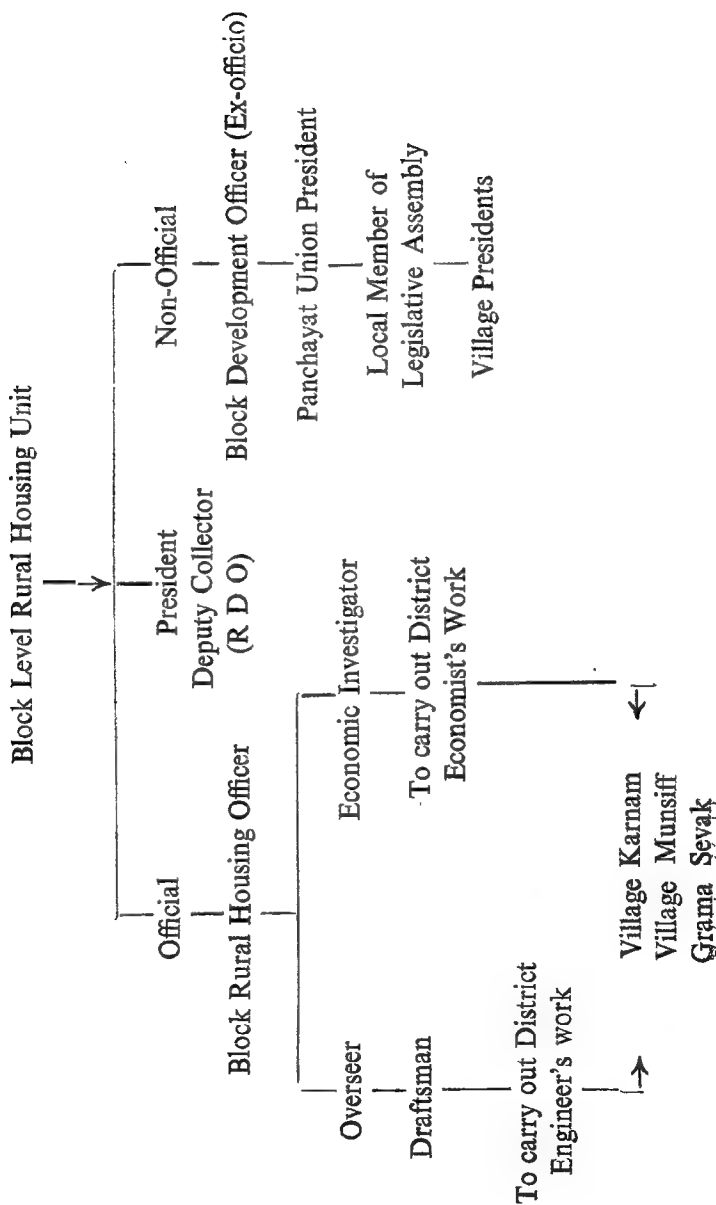 Block Level Rural Housing Unit
Official
President
Deputy Collector
(R D O)
Non-Official
Block Rural Housing Officer
Block Development Officer (Ex-officio)
Overseer
Economic Investigator
Panchayat Union President
Draftsman
To carry out District
Economist's Work
Local Member of
Legislative Assembly
To carry out District
Engineer's work
Village Presidents
Village Karnam
Village Munsiff
Grama Sevak